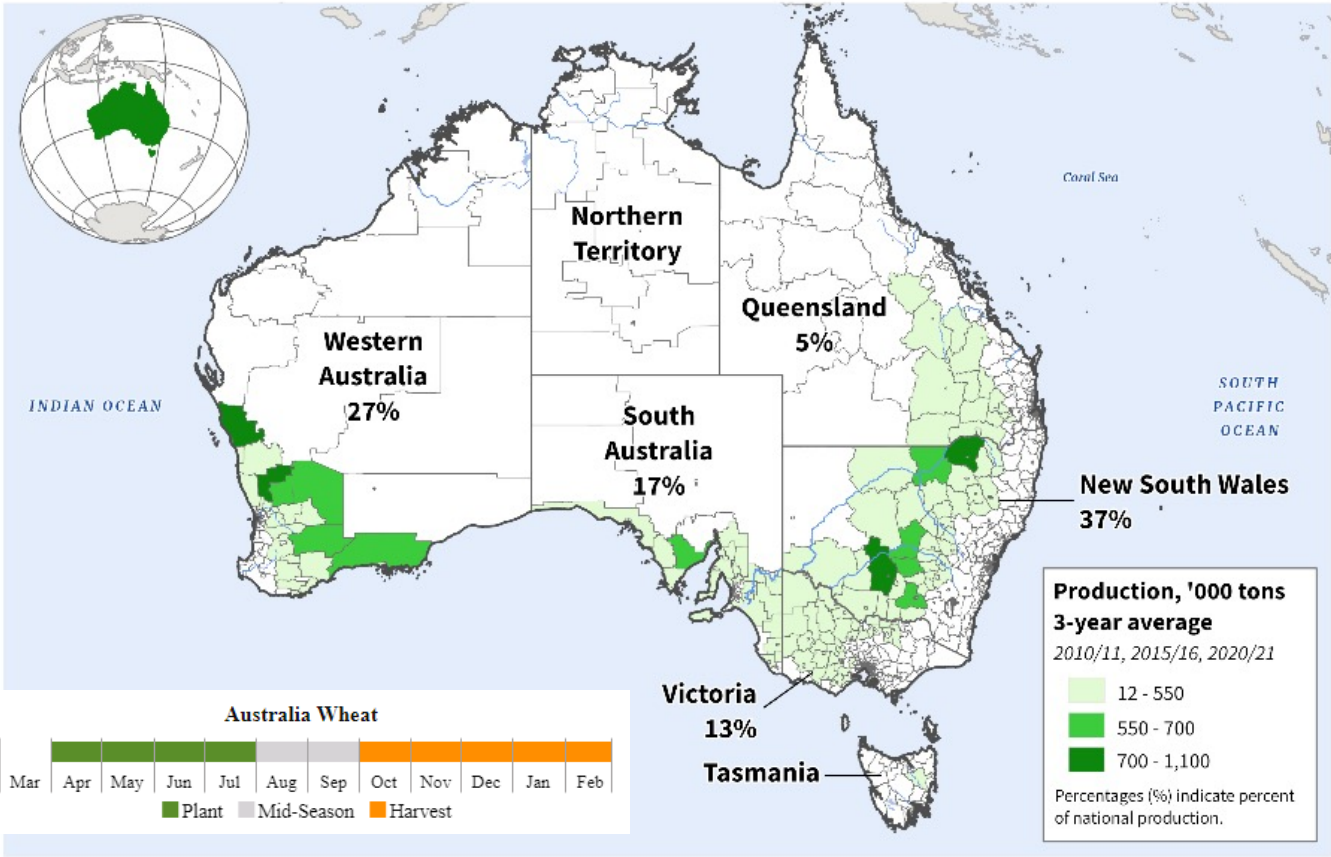 Coral Sea
Northern
Territory
Queensland
5%
Western
Australia
27%
INDIAN OCEAN
SOUTH
PACIFIC
OCEAN
South
Australia
17%
New South Wales
37%
Victoria
13%
Tasmania
Production, '000 tons
3-year average
2010/11, 2015/16, 2020/21
12 - 550
550 - 700
700 - 1,100
Percentages (%) indicate percent
of national production.
Australia Wheat
Mar Apr May Jun Jul Aug Sep Oct Nov Dec Jan Feb
Plant Mid-Season Harvest